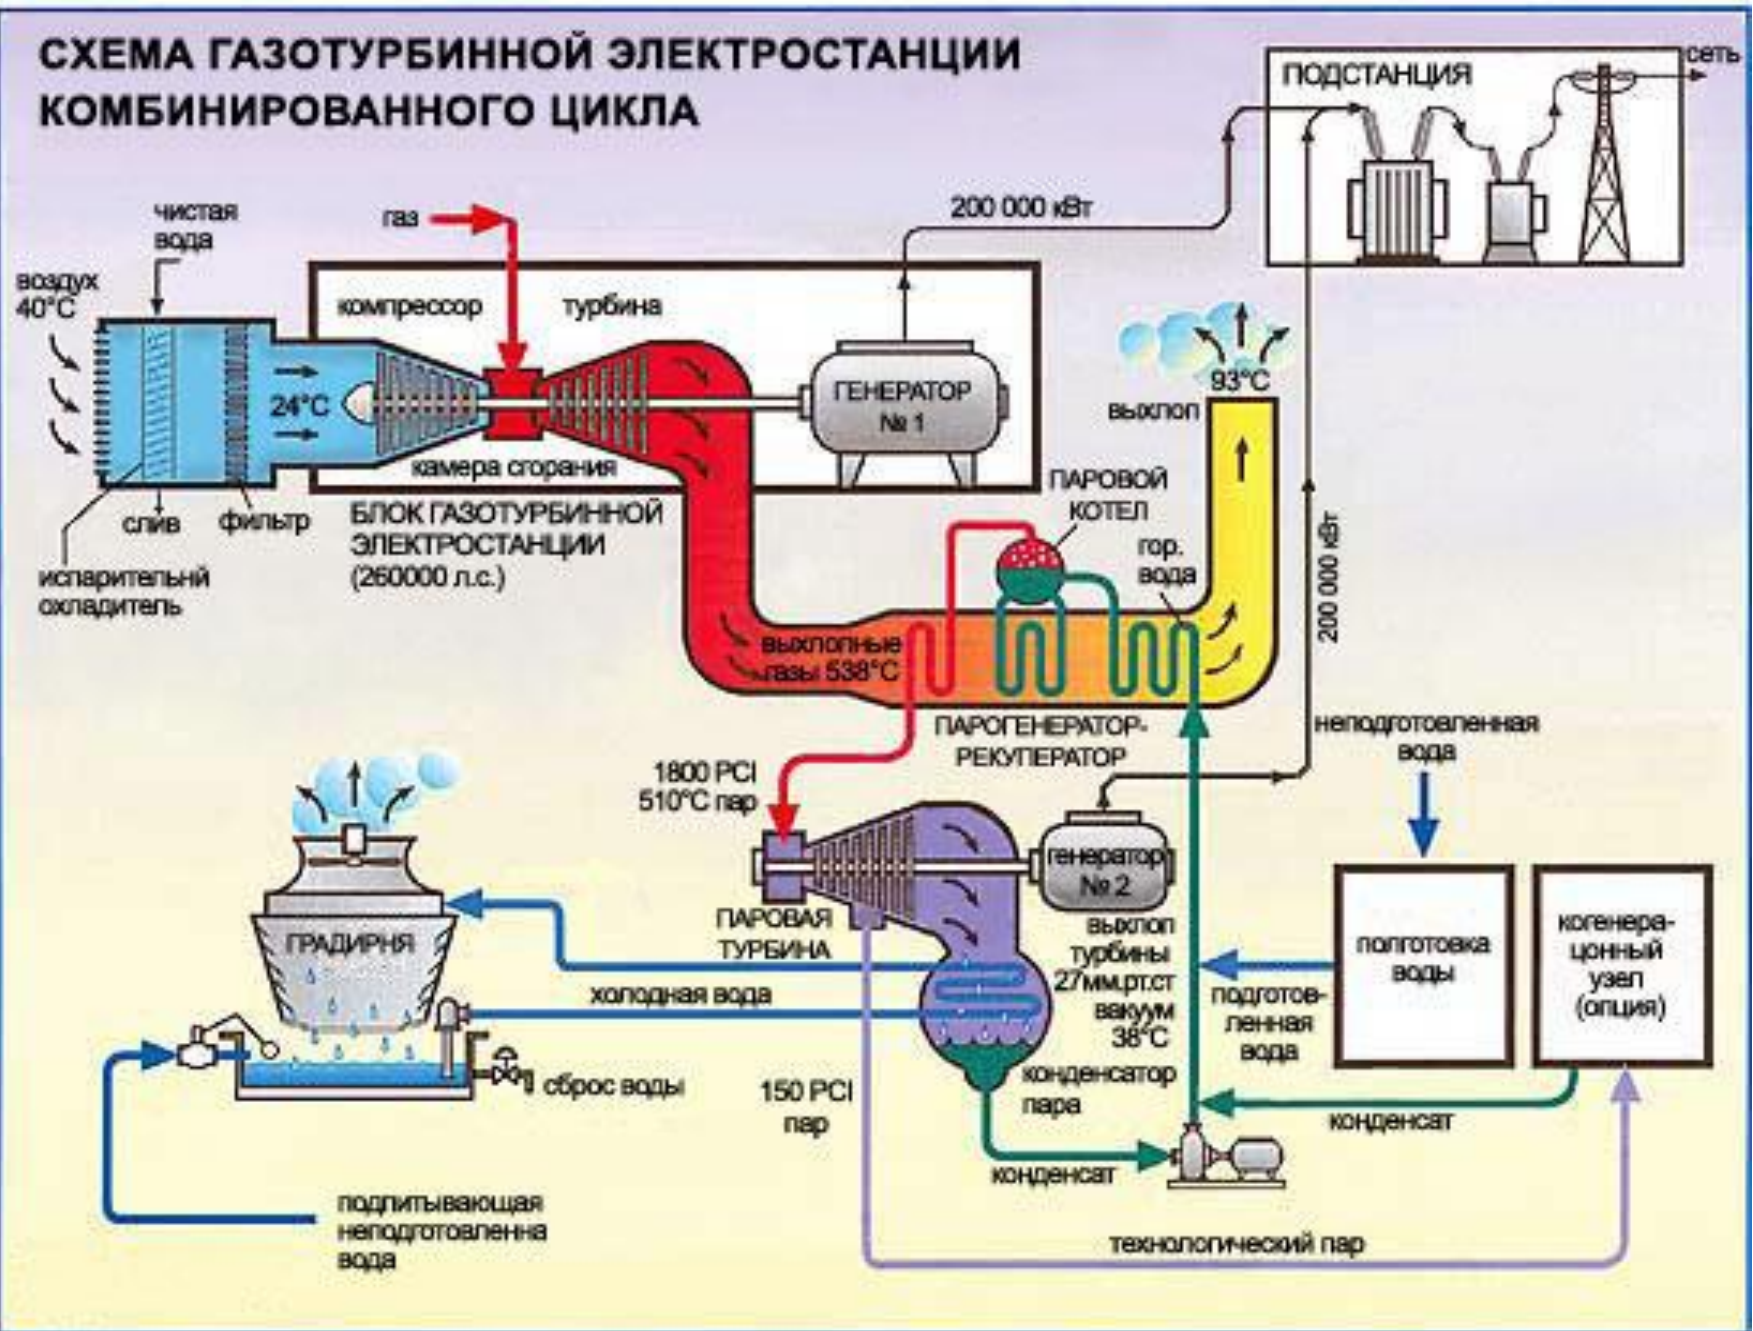 СХЕМА ГАЗОТУРБИННОЙ ЭЛЕКТРОСТАНЦИИ
КОМБИНИРОВАННОГО ЦИКЛА
ПОДСТАНЦИЯ
сеть
200 000 кВт
чистая
вода
газ
воздух
40°C
компрессор
турбина
24°C
ГЕНЕРАТОР
№ 1
камера сгорания
93°C
выхлоп
слив
фильтр
БЛОК ГАЗОТУРБИННОЙ
ЭЛЕКТРОСТАНЦИИ
(260000 л.с.)
испарительнй
охладитель
ПАРОВОЙ
КОТЕЛ
гор.
вода
200 000 кВт
выхлопные
газы 538°C
ПАРОГЕНЕРАТОР-
РЕКУПЕРАТОР
неподготовленная
вода
1800 PCI
510°C пар
генератор
№ 2
ПАРОВАЯ
ТУРБИНА
выхлоп
турбины
27мм.рт.ст
вакуум
38°C
ГРАДИРНЯ
полготовка
воды
когенера-
цонный
узел
(опция)
холодная вода
подготов-
ленная
вода
сброс воды
150 PCI
пар
конденсатор
пара
конденсат
конденсат
подпитывающая
неподготовленна
вода
технологический пар